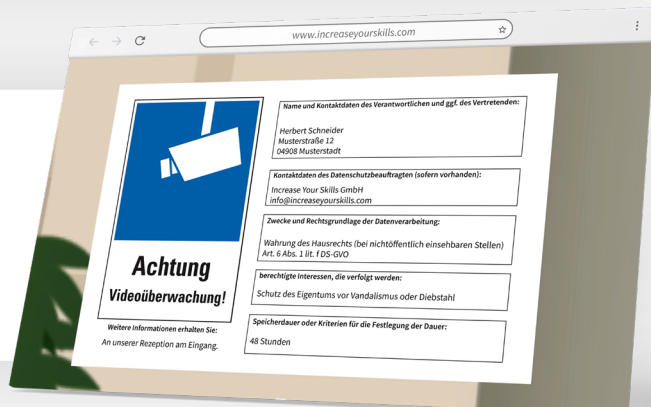 www.increaseyourskills.com
Achtung
Videoüberwachung!
Weitere Informationen erhalten Sie:
An unserer Rezeption am Eingang.
Name und Kontaktdaten des Verantwortlichen und ggf. des Vertretenden:
Herbert Schneider
Musterstraße 12
04908 Musterstadt
Kontaktdaten des Datenschutzbeauftragten (sofern vorhanden):
Increase Your Skills GmbH
info@increaseyourskills.com
Zwecke und Rechtsgrundlage der Datenverarbeitung:
Wahrung des Hausrechts (bei nichtöffentlich einsehbaren Stellen)
Art. 6 Abs. 1 lit. f DS-GVO
berechtigte Interessen, die verfolgt werden:
Schutz des Eigentums vor Vandalismus oder Diebstahl
Speicherdauer oder Kriterien für die Festlegung der Dauer:
48 Stunden